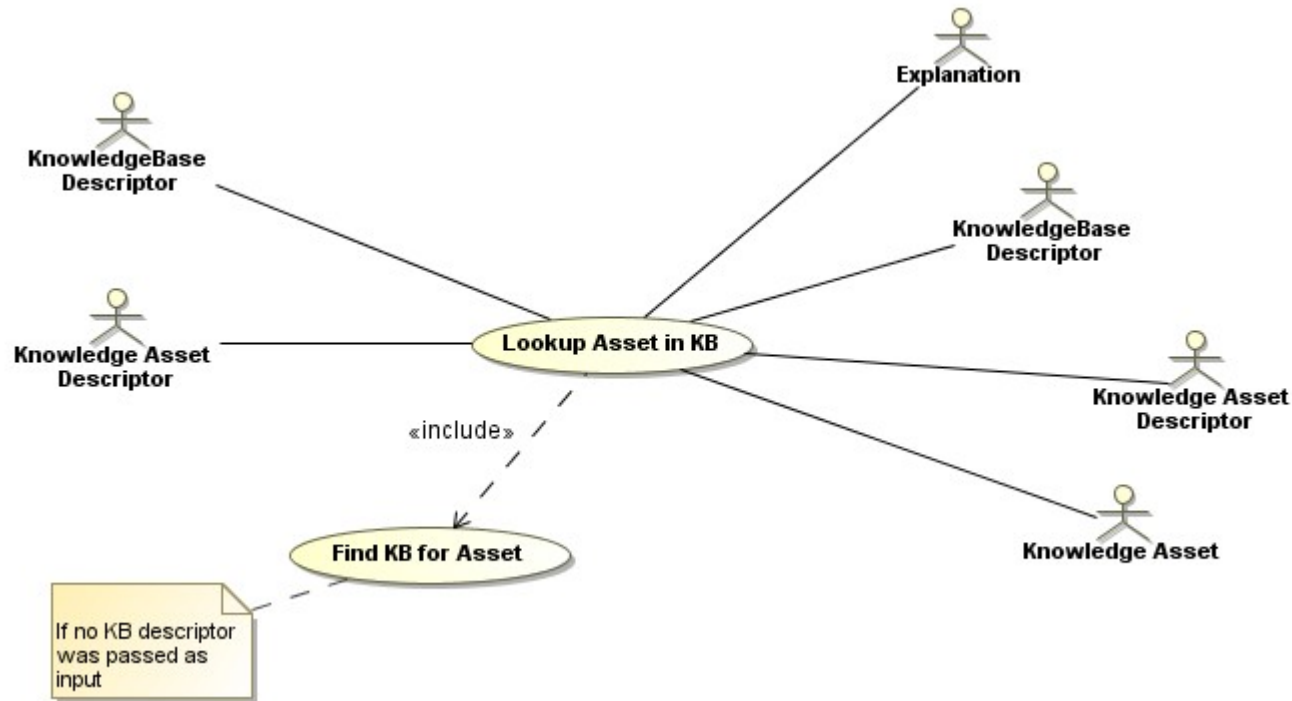 Explanation
KnowledgeBase
Descriptor
KnowledgeBase
Descriptor
Knowledge Asset
Descriptor
Lookup Asset in KB
Knowledge Asset
Descriptor
«include»
Knowledge Asset
Find KB for Asset
If no KB descriptor
was passed as
input